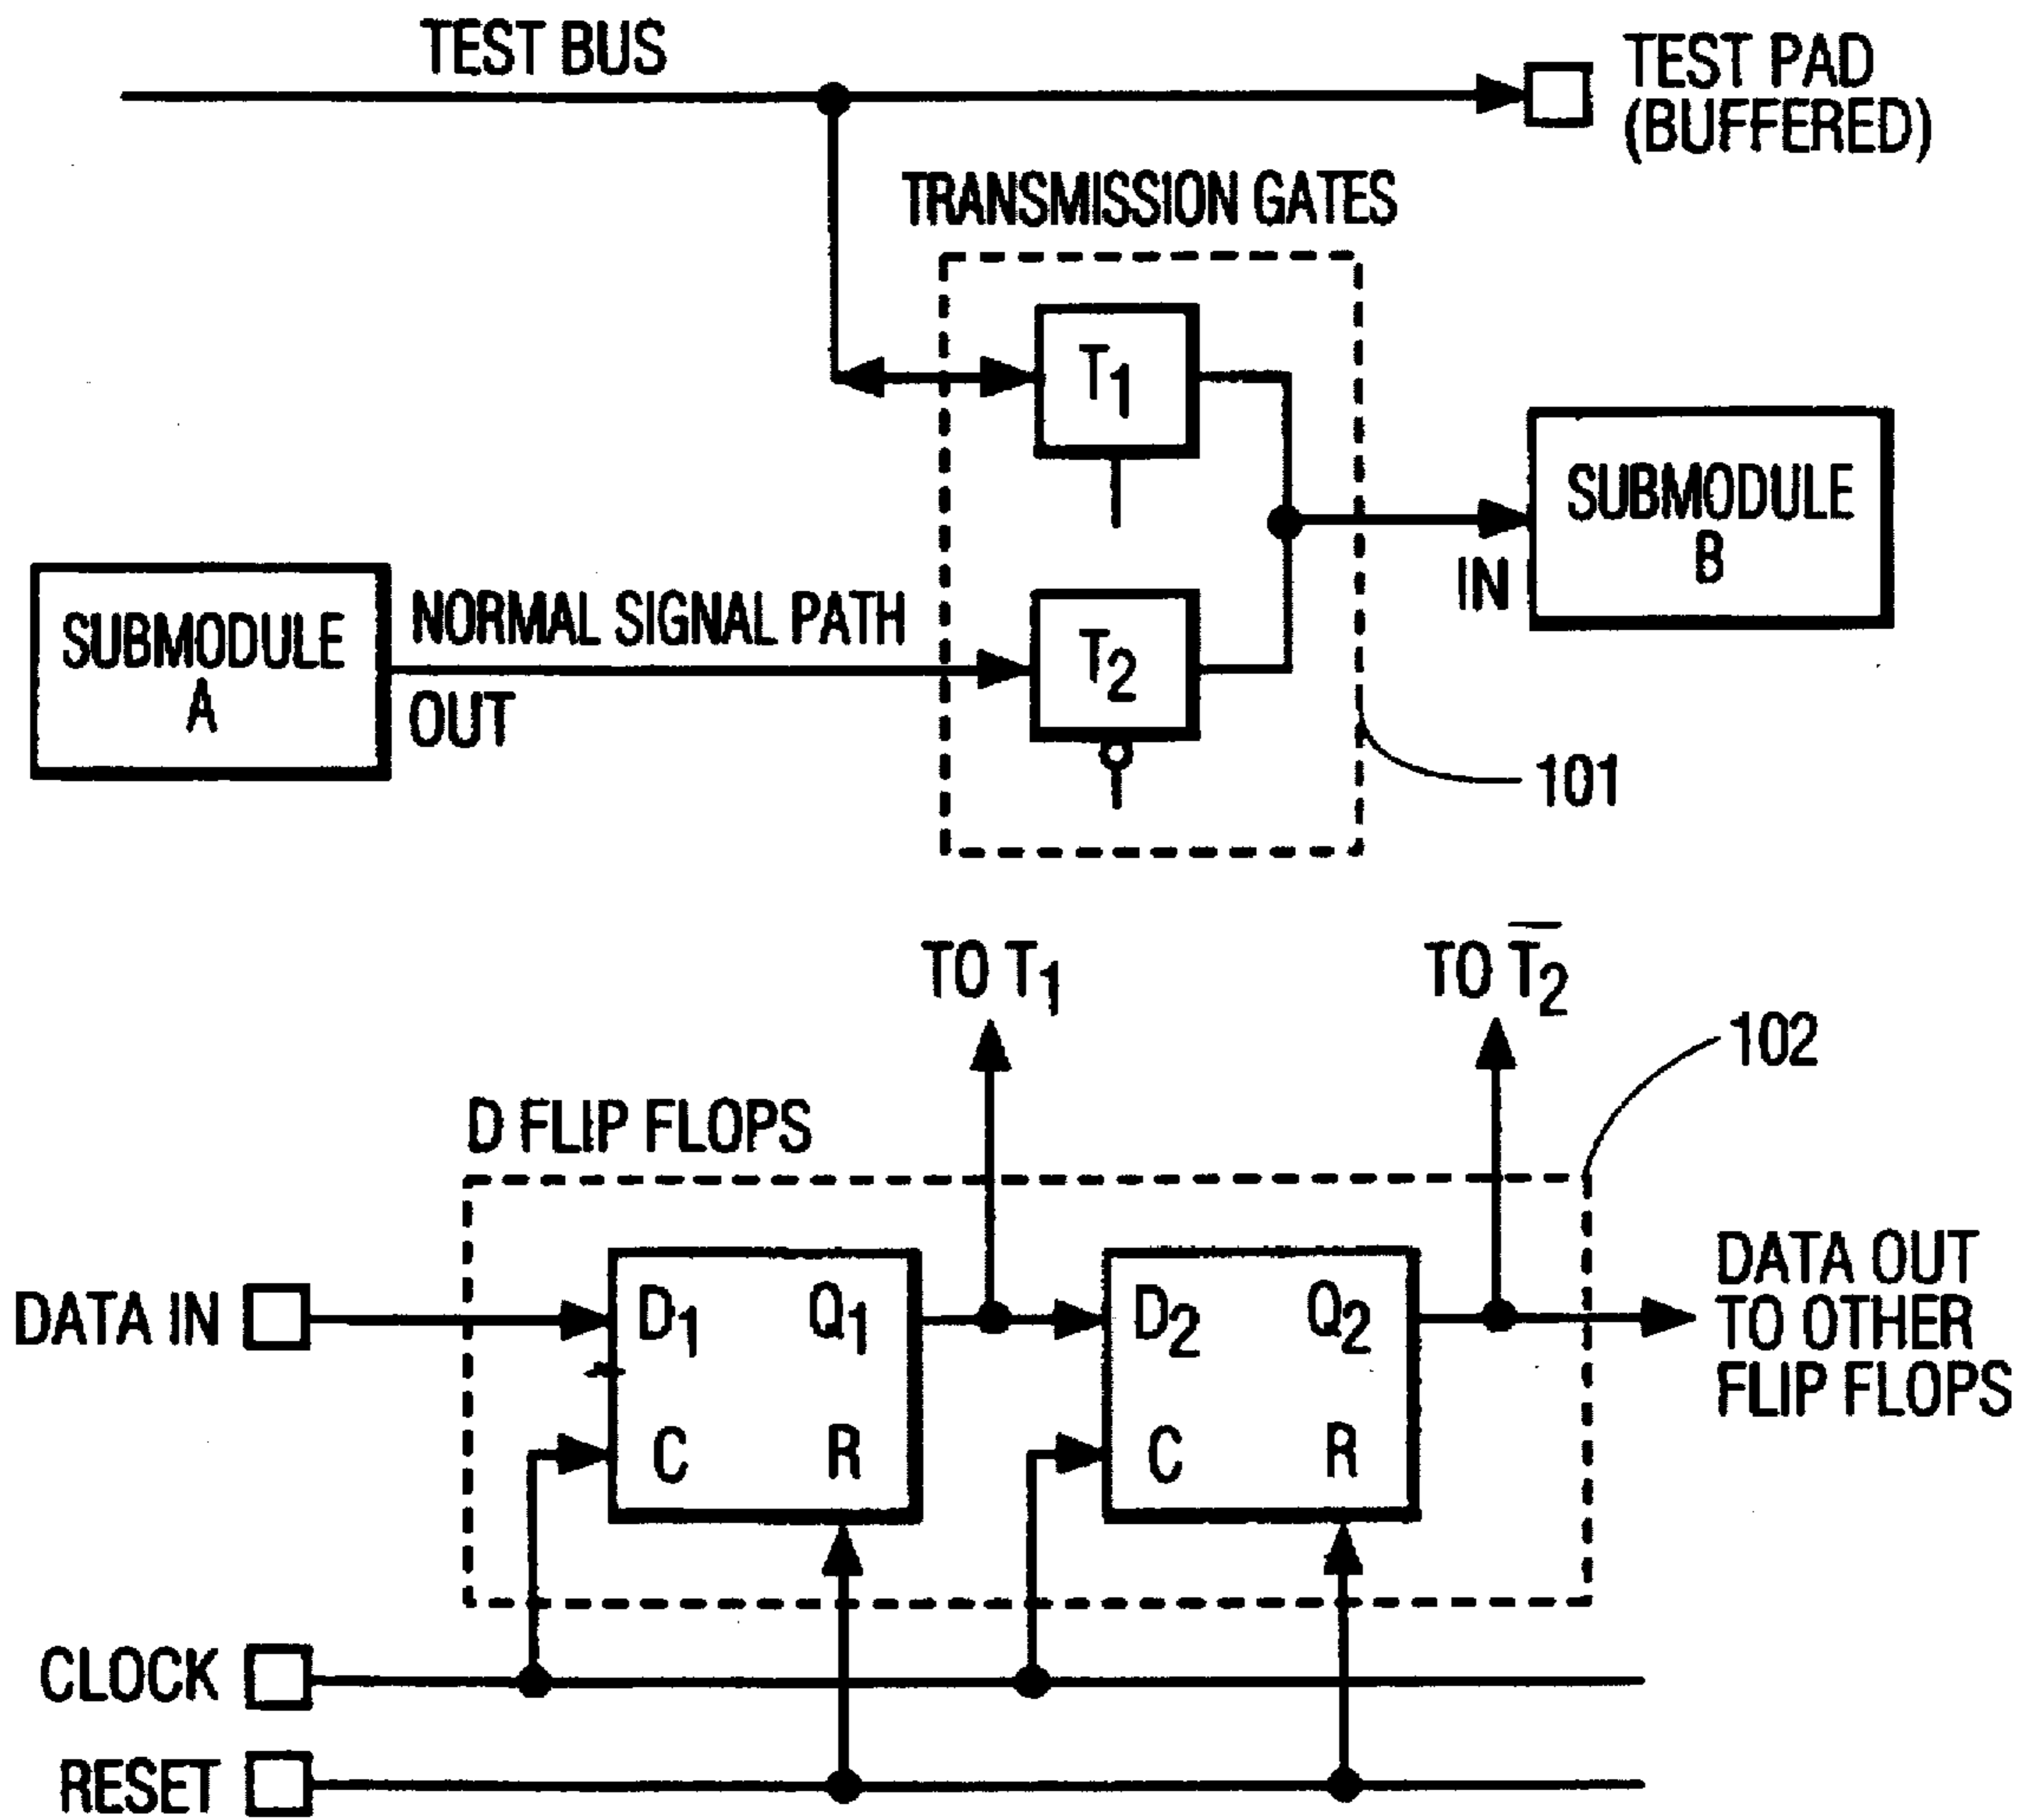 TEST BUS
TEST PAD
(BUFFERED)
TRANSMISSION GATES
T1
SUBMODULE
B
IN
SUBMODULE
A
NORMAL SIGNAL PATH
OUT
T2
101
TO T1
TO T̅2
102
D FLIP FLOPS
DATA IN
D1
Q1
C
R
D2
Q2
C
R
DATA OUT
TO OTHER
FLIP FLOPS
CLOCK
RESET